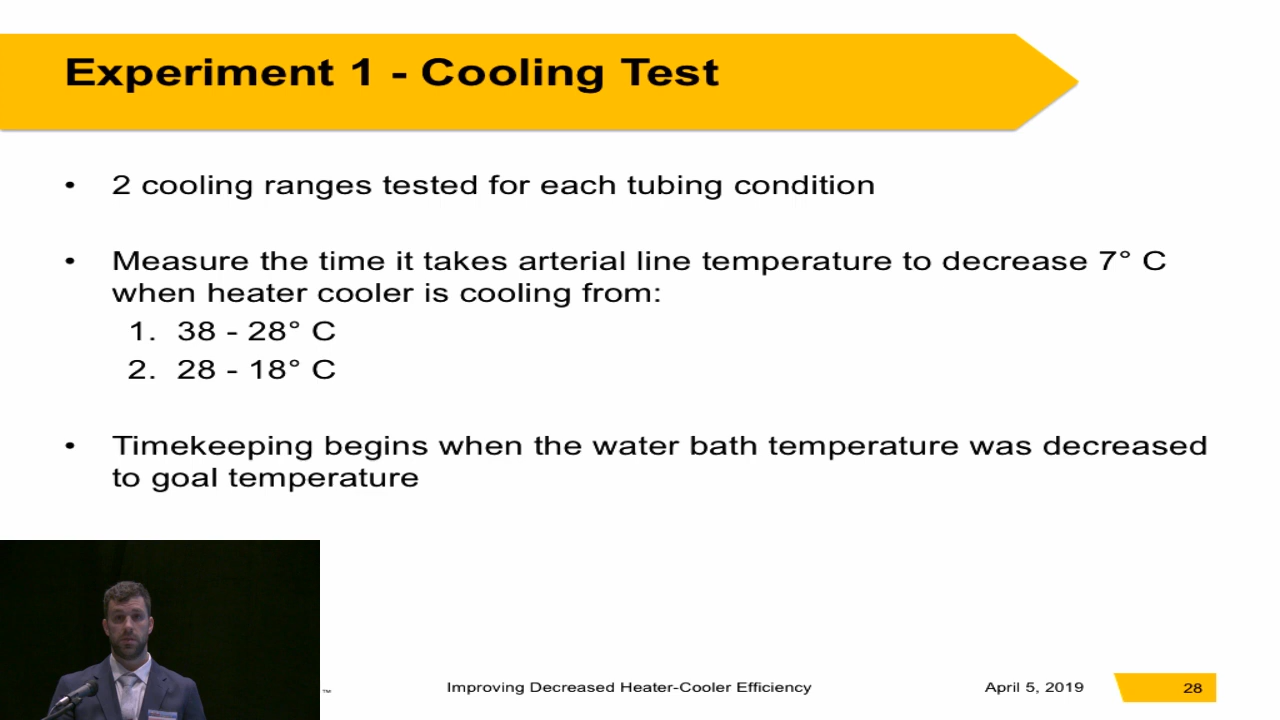 Experiment 1 - Cooling Test
• 2 cooling ranges tested for each tubing condition
• Measure the time it takes arterial line temperature to decrease 7° C
when heater cooler is cooling from:
1. 38 - 28° C
2. 28 - 18° C
• Timekeeping begins when the water bath temperature was decreased
to goal temperature
™
Improving Decreased Heater-Cooler Efficiency
April 5, 2019
28